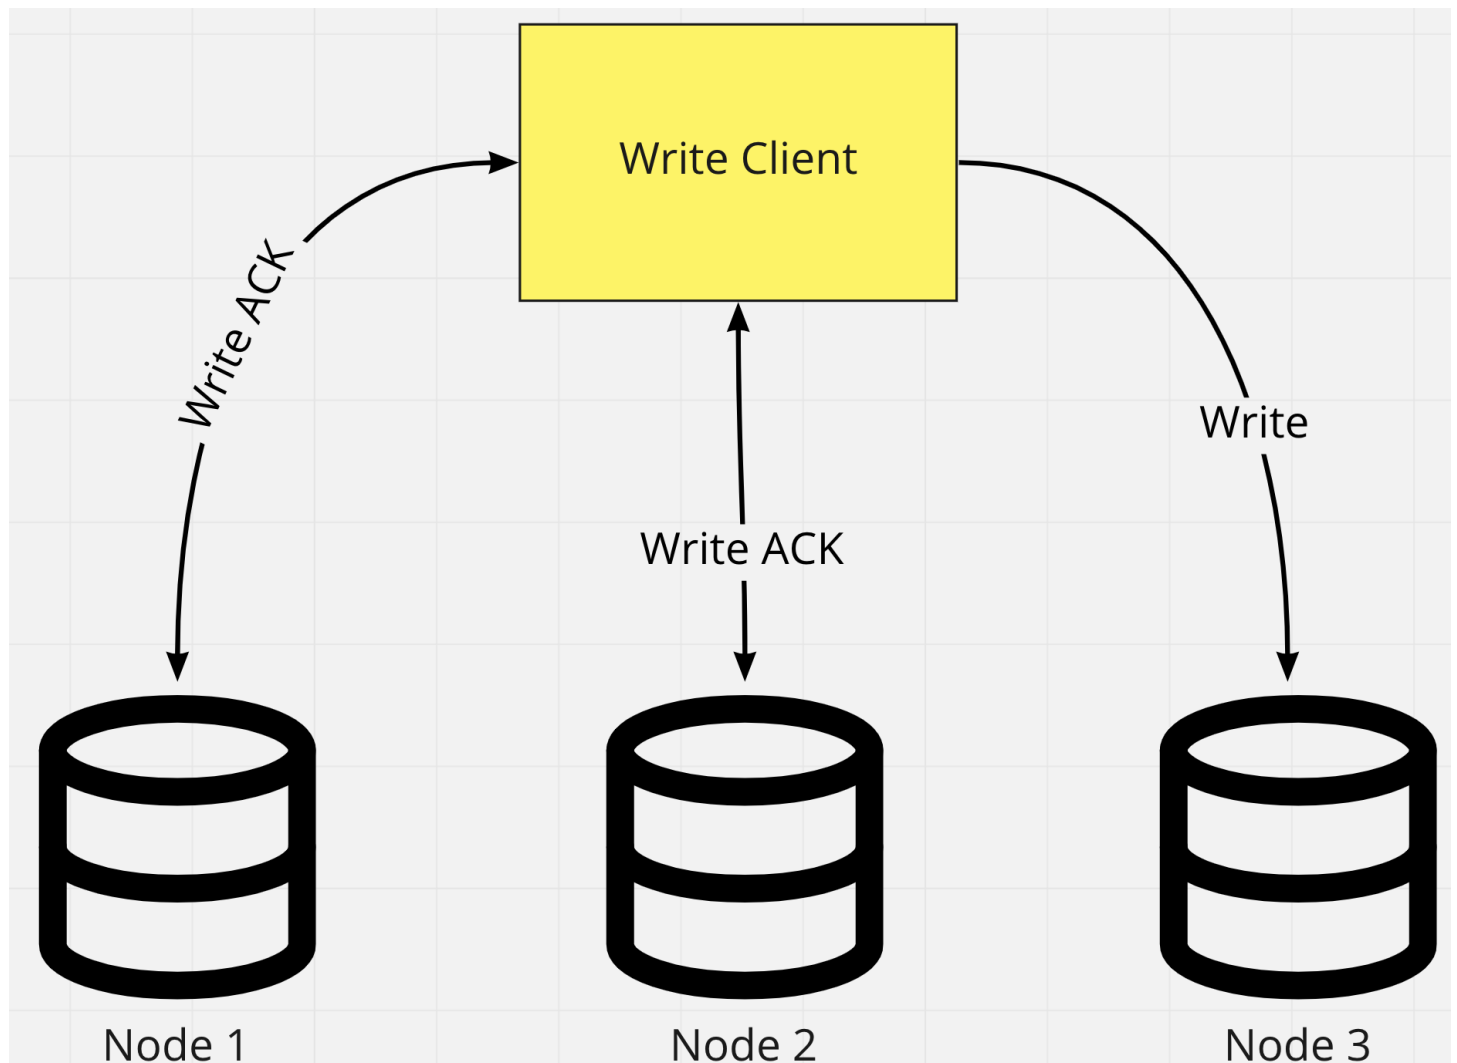 Write Client
Write ACK
Write
Write ACK
Node 1
Node 2
Node 3